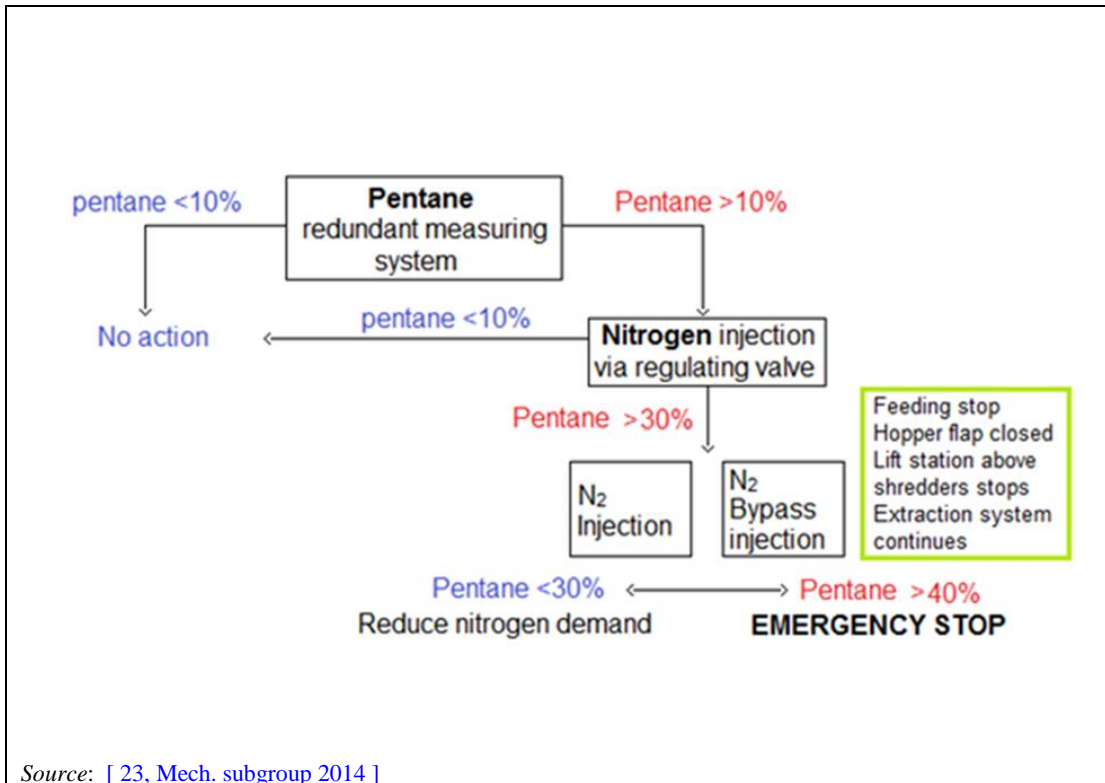 pentane <10%
Pentane
redundant measuring
system
Pentane >10%
No action
pentane <10%
Nitrogen injection
via regulating valve
Pentane >30%
N2
Injection
N2
Bypass
injection
Feeding stop
Hopper flap closed
Lift station above
shredders stops
Extraction system
continues
Pentane <30%
Reduce nitrogen demand
Pentane >40%
EMERGENCY STOP
Source: [ 23, Mech. subgroup 2014 ]